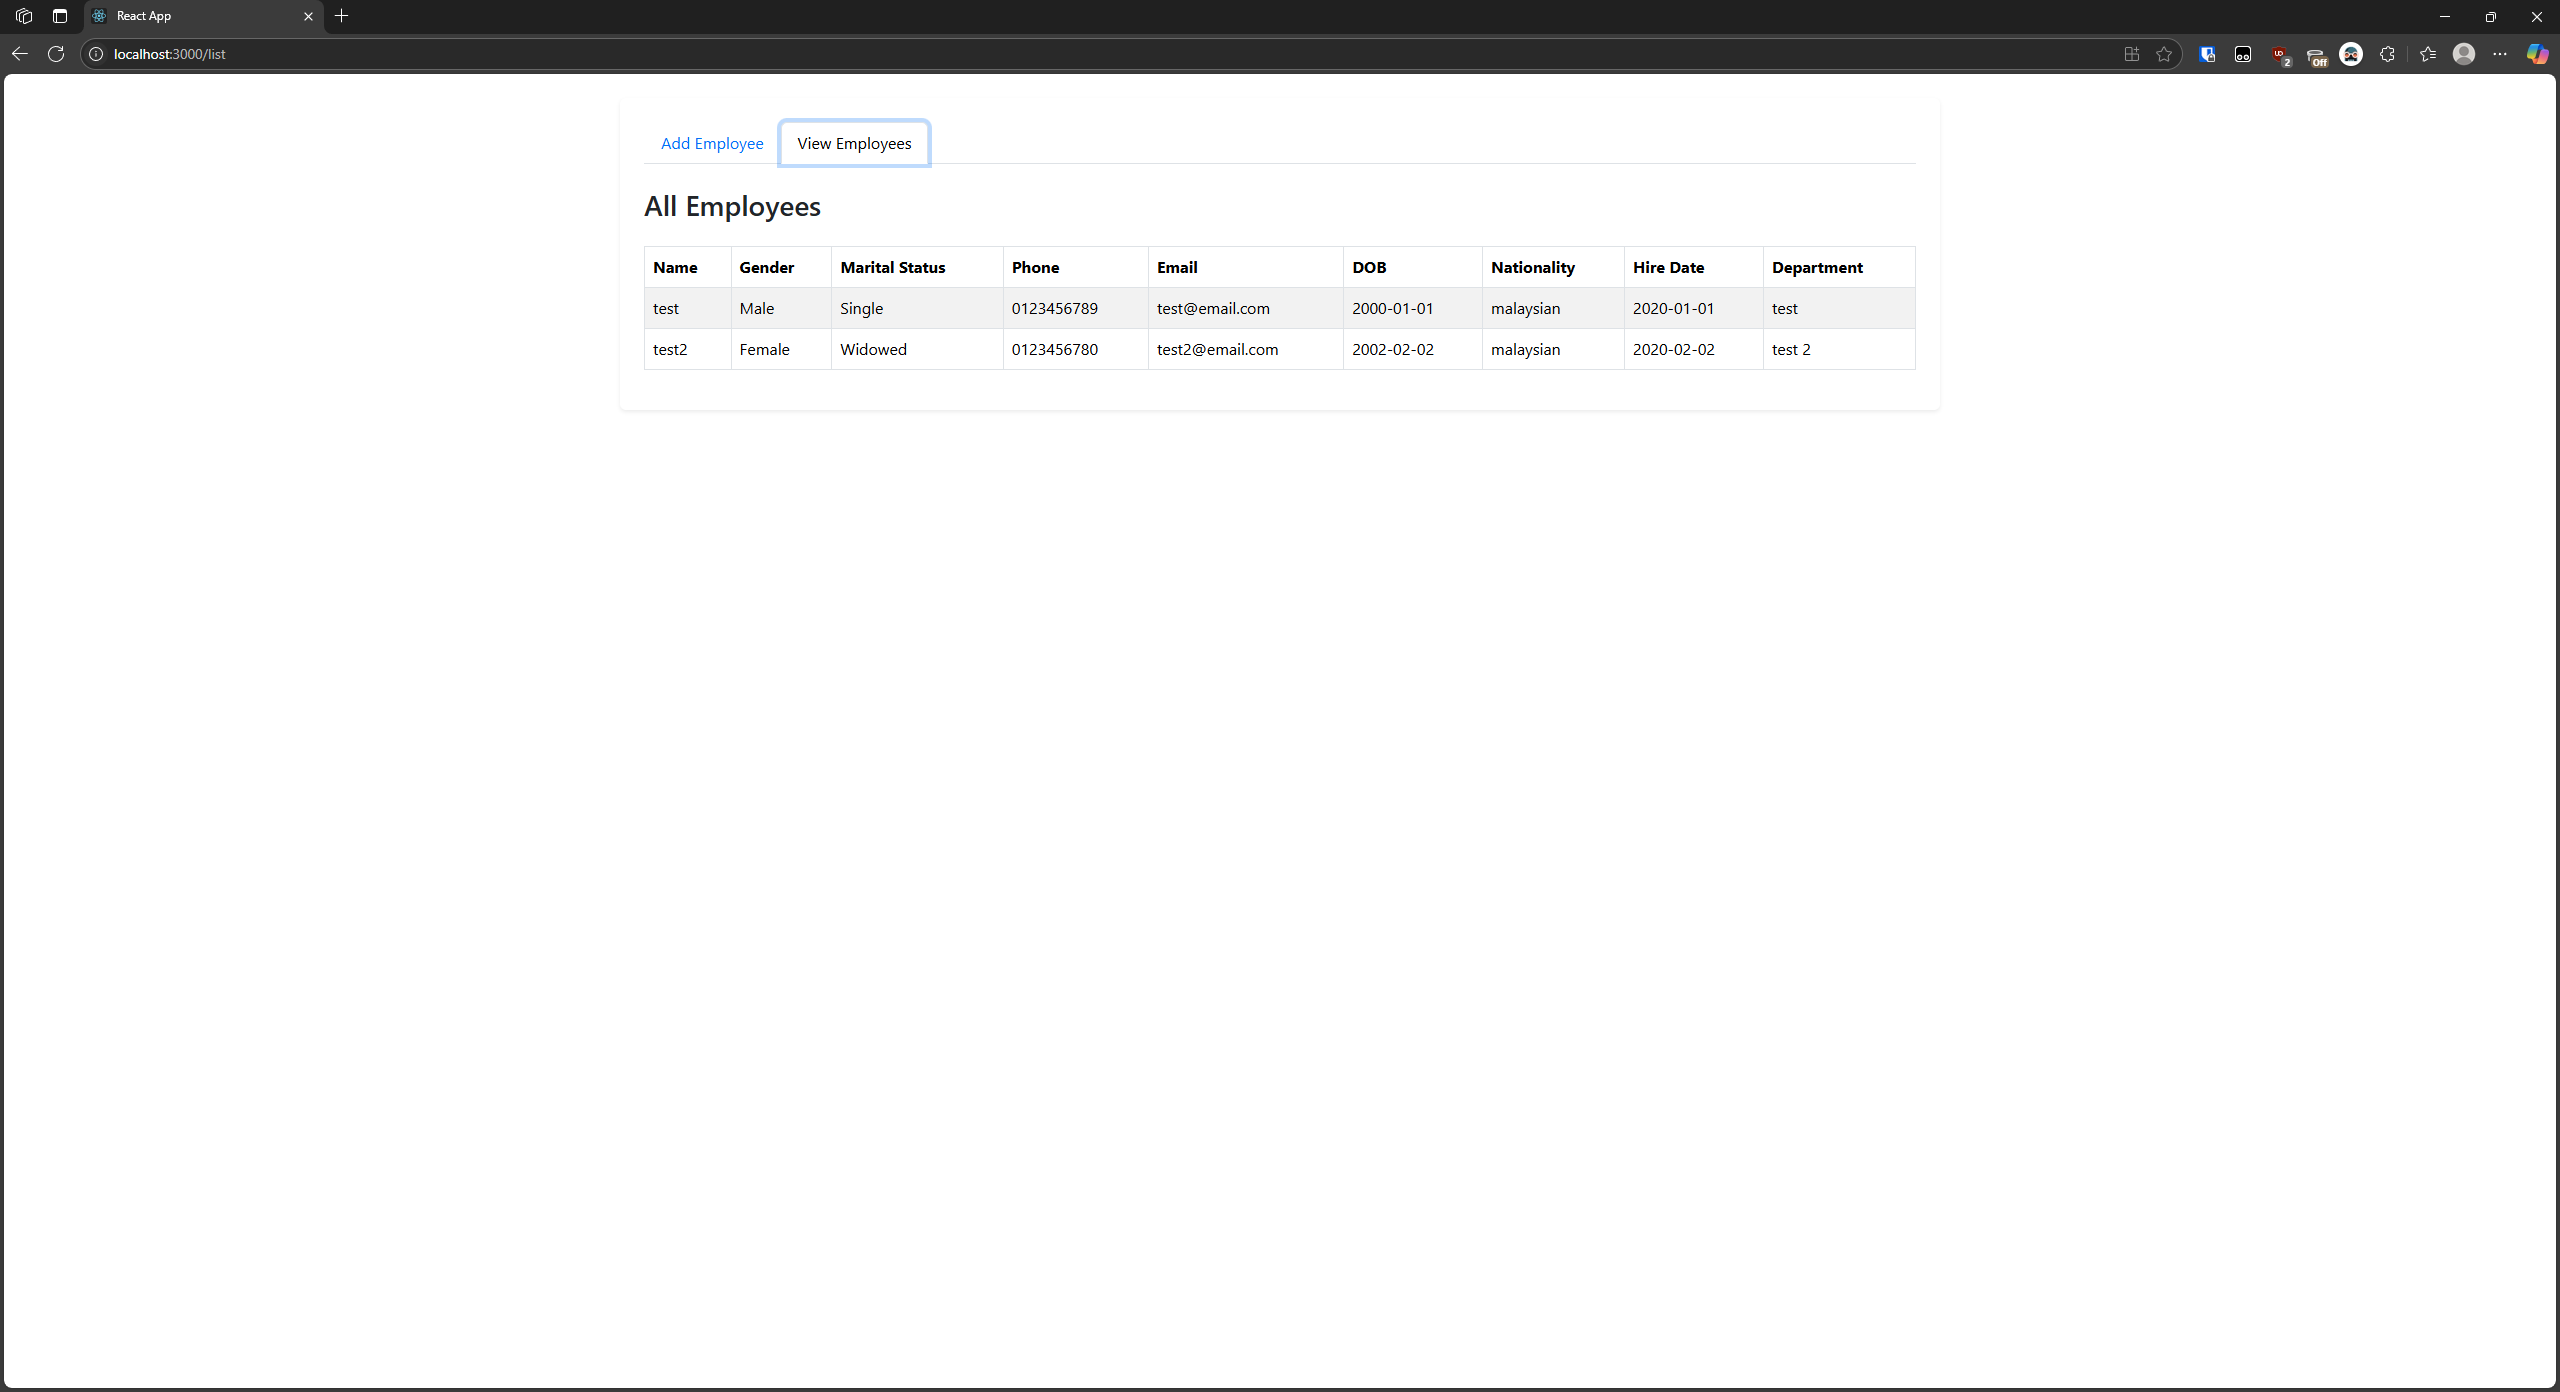 React App
localhost:3000/list
2
Off
Add Employee View Employees
All Employees
Name Gender Marital Status Phone Email DOB Nationality Hire Date Department
test Male Single 0123456789 test@email.com 2000-01-01 malaysian 2020-01-01 test
test2 Female Widowed 0123456780 test2@email.com 2002-02-02 malaysian 2020-02-02 test 2